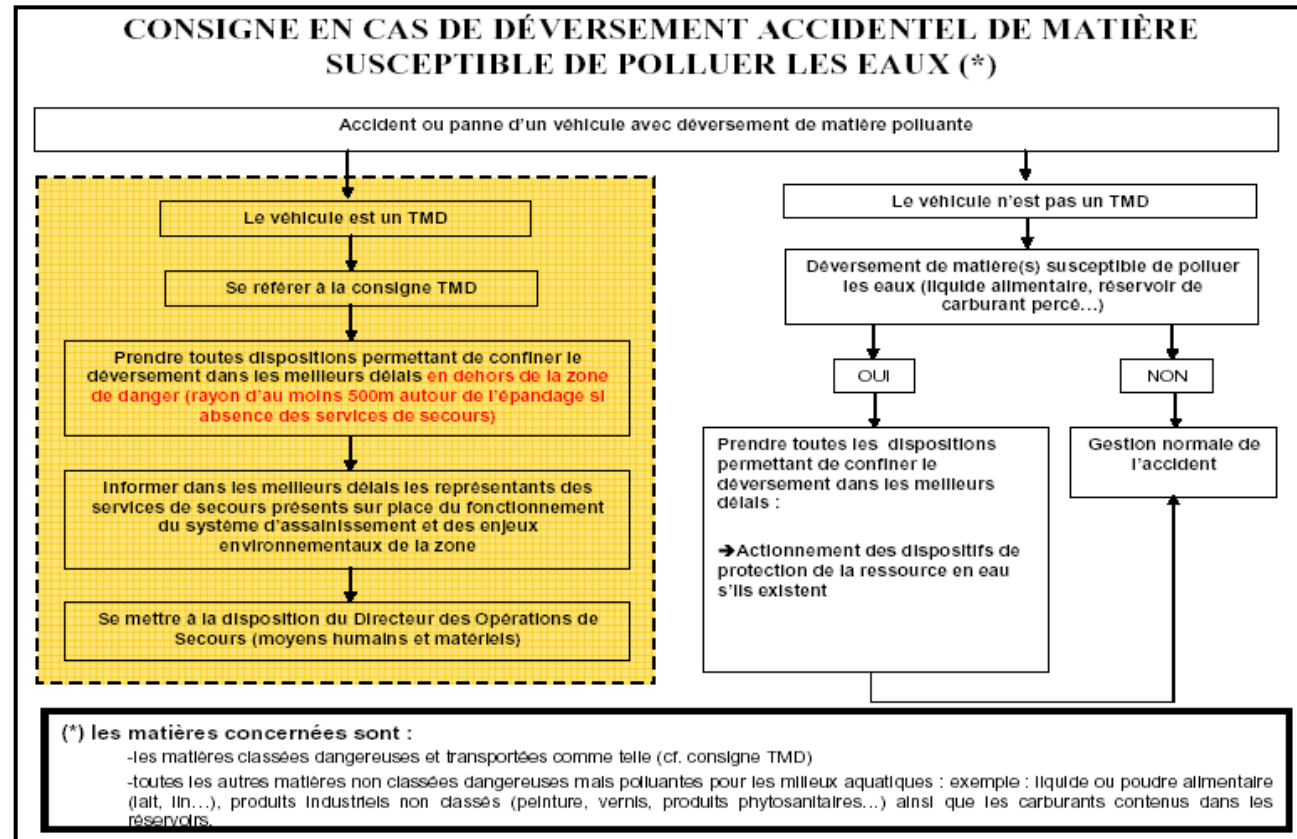 CONSIGNE EN CAS DE DÉVERSEMENT ACCIDENTEL DE MATIÈRE
SUSCEPTIBLE DE POLLUER LES EAUX (*)
Accident ou panne d'un véhicule avec déversement de matière polluante
Le véhicule est un TMD
Se référer à la consigne TMD
Prendre toutes dispositions permettant de confiner le
déversement dans les meilleurs délais en dehors de la zone
de danger (rayon d'au moins 500m autour de l'épandage si
absence des services de secours)
Informer dans les meilleurs délais les représentants des
services de secours présents sur place du fonctionnement
du système d'assainissement et des enjeux
environnementaux de la zone
Se mettre à la disposition du Directeur des Opérations de
Secours (moyens humains et matériels)
Le véhicule n'est pas un TMD
Déversement de matière(s) susceptible de polluer
les eaux (liquide alimentaire, réservoir de
carburant percé…)
OUI
NON
Prendre toutes les dispositions
permettant de confiner le
déversement dans les meilleurs
délais :
➔Actionnement des dispositifs de
protection de la ressource en eau
s'ils existent
Gestion normale de
l'accident
(*) les matières concernées sont :
-les matières classées dangereuses et transportées comme telle (cf. consigne TMD)
-toutes les autres matières non classées dangereuses mais polluantes pour les milieux aquatiques : exemple : liquide ou poudre alimentaire
(lait, lin…), produits industriels non classés (peinture, vernis, produits phytosanitaires…) ainsi que les carburants contenus dans les
réservoirs.